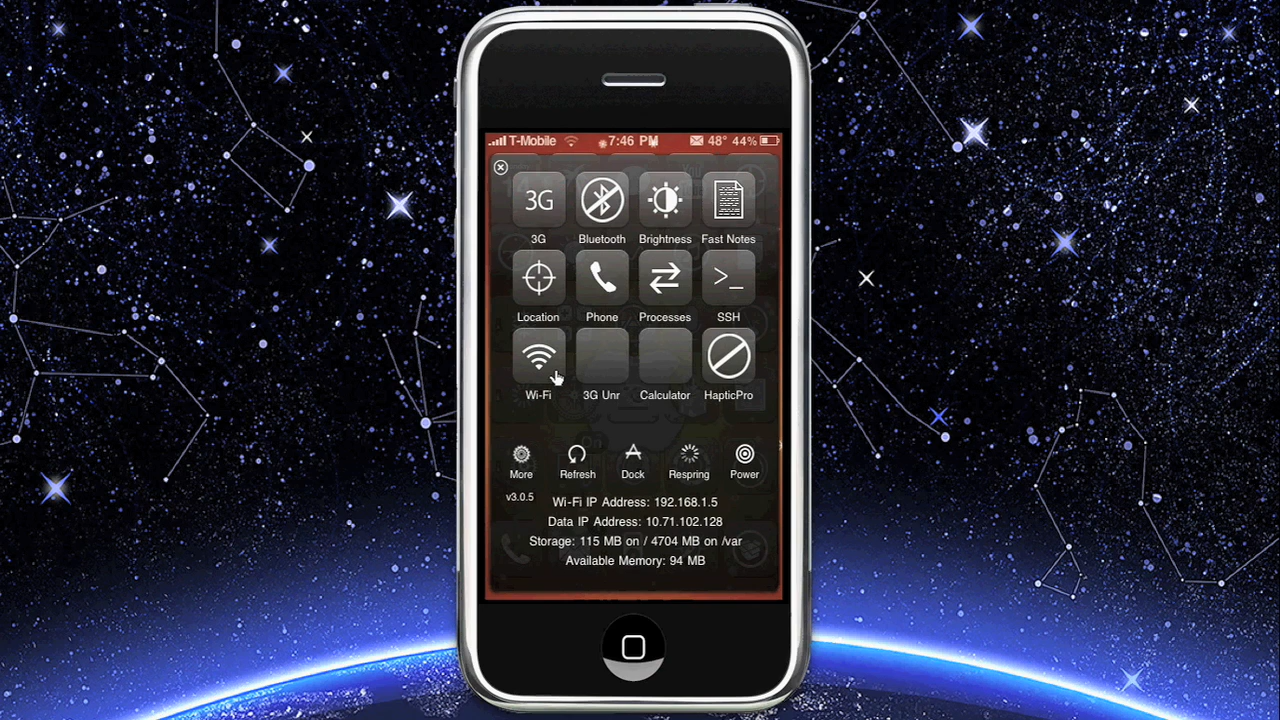 T-Mobile 7:46 PM 48° 44%
3G
3G Bluetooth Brightness Fast Notes
>_
Location Phone Processes SSH
Wi-Fi 3G Unr Calculator HapticPro
More Refresh Dock Respring Power
v3.0.5
Wi-Fi IP Address: 192.168.1.5
Data IP Address: 10.71.102.128
Storage: 115 MB on / 4704 MB on /var
Available Memory: 94 MB